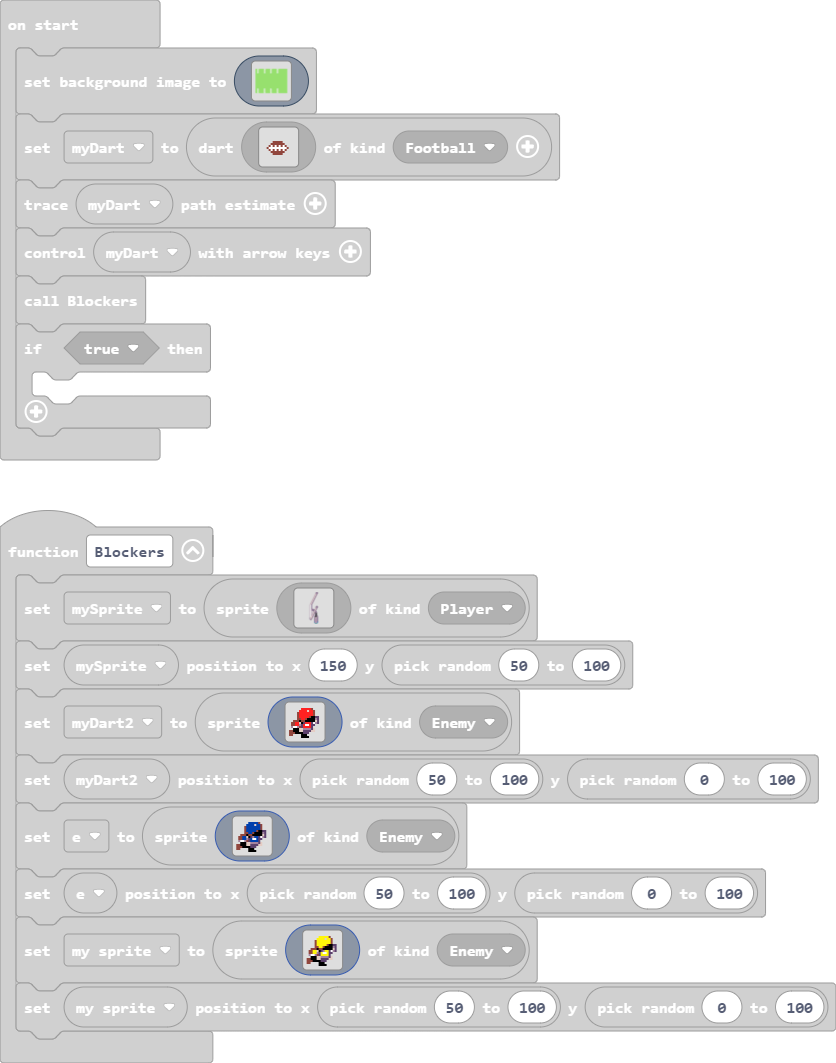 on start
set background image to
set myDart to dart of kind Football
trace myDart path estimate
control myDart with arrow keys
call Blockers
if true then
function Blockers
set mySprite to sprite of kind Player
set mySprite position to x 150 y pick random 50 to 100
set myDart2 to sprite of kind Enemy
set myDart2 position to x pick random 50 to 100 y pick random 0 to 100
set e to sprite of kind Enemy
set e position to x pick random 50 to 100 y pick random 0 to 100
set my sprite to sprite of kind Enemy
set my sprite position to x pick random 50 to 100 y pick random 0 to 100